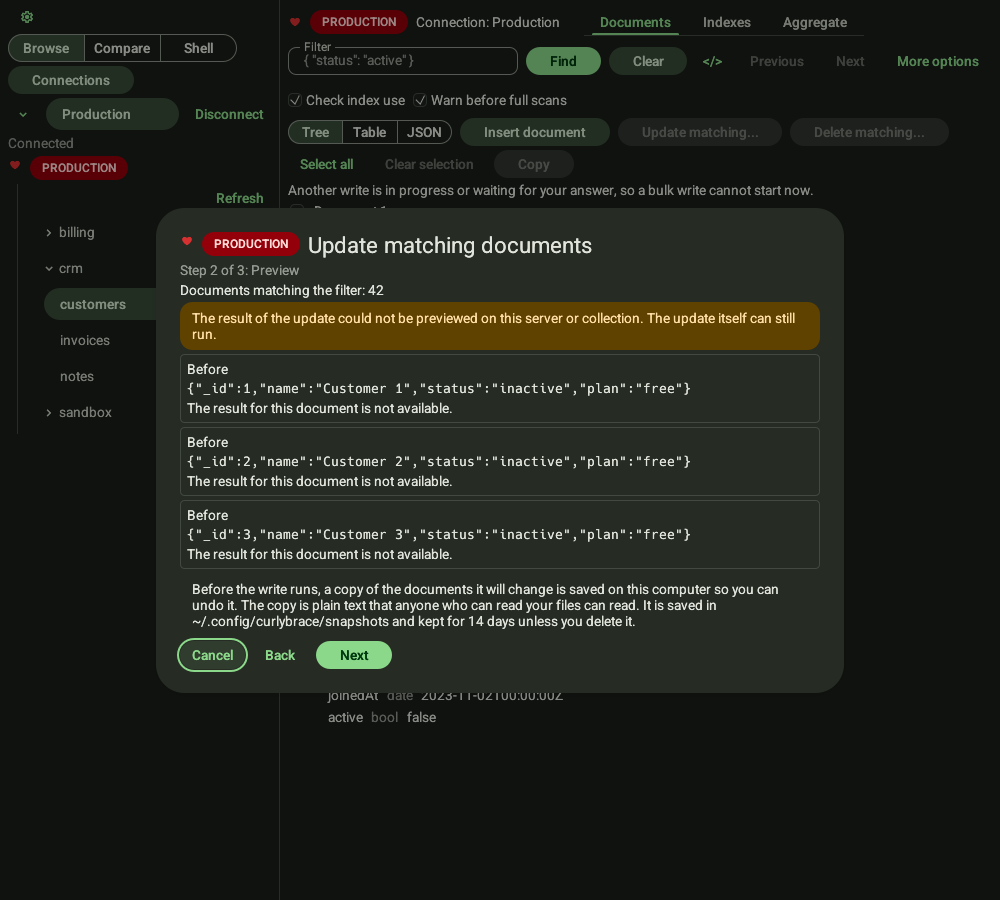 Browse
Compare
Shell
Connections
Production
Disconnect
Connected
PRODUCTION
Refresh
billing
crm
customers
invoices
notes
sandbox
PRODUCTION
Connection: Production
Documents
Indexes
Aggregate
Filter
{ "status": "active" }
Find
Clear
</>
Previous
Next
More options
Check index use
Warn before full scans
Tree
Table
JSON
Insert document
Update matching...
Delete matching...
Select all
Clear selection
Copy
Another write is in progress or waiting for your answer, so a bulk write cannot start now.
PRODUCTION
Update matching documents
Step 2 of 3: Preview
Documents matching the filter: 42
The result of the update could not be previewed on this server or collection. The update itself can still
run.
Before
{"_id":1,"name":"Customer 1","status":"inactive","plan":"free"}
The result for this document is not available.
Before
{"_id":2,"name":"Customer 2","status":"inactive","plan":"free"}
The result for this document is not available.
Before
{"_id":3,"name":"Customer 3","status":"inactive","plan":"free"}
The result for this document is not available.
Before the write runs, a copy of the documents it will change is saved on this computer so you can
undo it. The copy is plain text that anyone who can read your files can read. It is saved in
~/.config/curlybrace/snapshots and kept for 14 days unless you delete it.
Cancel
Back
Next
joinedAt date 2023-11-02T00:00:00Z
active bool false